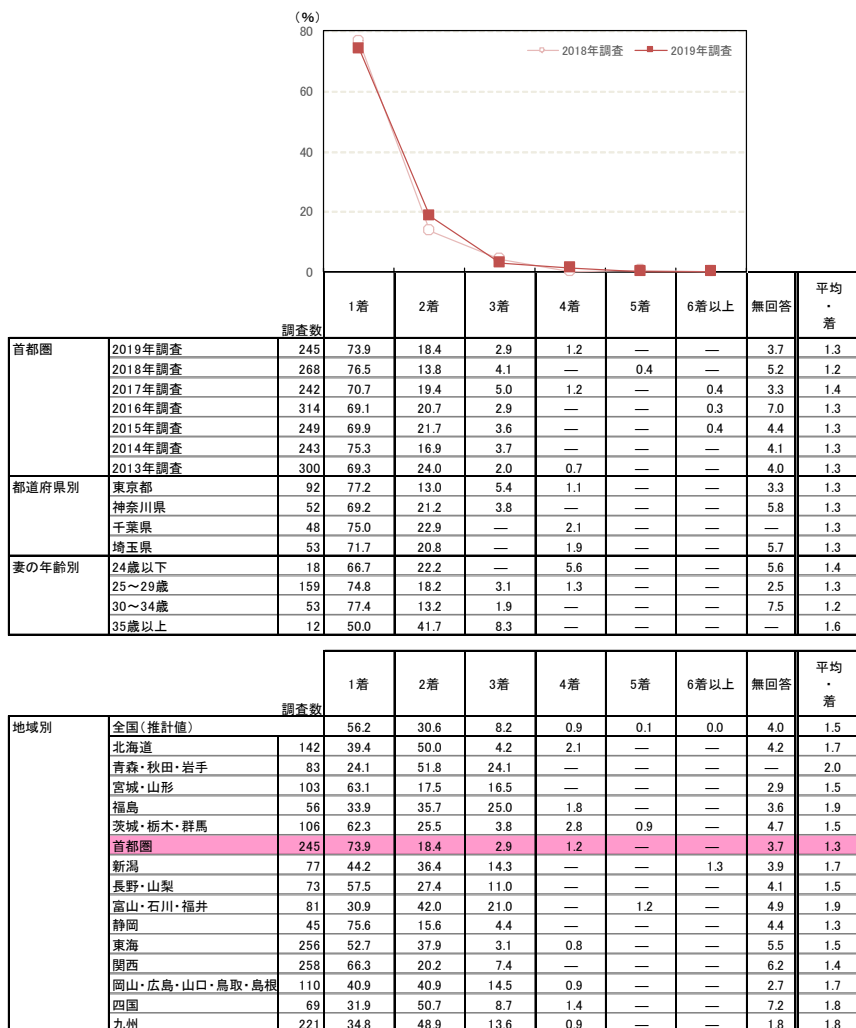 (%)
80
60
40
20
0
2018年調査 2019年調査
調査数 1着 2着 3着 4着 5着 6着以上 無回答 平均・着
首都圏 2019年調査 245 73.9 18.4 2.9 1.2 — — 3.7 1.3
2018年調査 268 76.5 13.8 4.1 — 0.4 — 5.2 1.2
2017年調査 242 70.7 19.4 5.0 1.2 — 0.4 3.3 1.4
2016年調査 314 69.1 20.7 2.9 — — 0.3 7.0 1.3
2015年調査 249 69.9 21.7 3.6 — — 0.4 4.4 1.3
2014年調査 243 75.3 16.9 3.7 — — — 4.1 1.3
2013年調査 300 69.3 24.0 2.0 0.7 — — 4.0 1.3
都道府県別 東京都 92 77.2 13.0 5.4 1.1 — — 3.3 1.3
神奈川県 52 69.2 21.2 3.8 — — — 5.8 1.3
千葉県 48 75.0 22.9 — 2.1 — — — 1.3
埼玉県 53 71.7 20.8 — 1.9 — — 5.7 1.3
妻の年齢別 24歳以下 18 66.7 22.2 — 5.6 — — 5.6 1.4
25～29歳 159 74.8 18.2 3.1 1.3 — — 2.5 1.3
30～34歳 53 77.4 13.2 1.9 — — — 7.5 1.2
35歳以上 12 50.0 41.7 8.3 — — — — 1.6
調査数 1着 2着 3着 4着 5着 6着以上 無回答 平均・着
地域別 全国(推計値) 56.2 30.6 8.2 0.9 0.1 0.0 4.0 1.5
北海道 142 39.4 50.0 4.2 2.1 — — 4.2 1.7
青森・秋田・岩手 83 24.1 51.8 24.1 — — — — 2.0
宮城・山形 103 63.1 17.5 16.5 — — — 2.9 1.5
福島 56 33.9 35.7 25.0 1.8 — — 3.6 1.9
茨城・栃木・群馬 106 62.3 25.5 3.8 2.8 0.9 — 4.7 1.5
首都圏 245 73.9 18.4 2.9 1.2 — — 3.7 1.3
新潟 77 44.2 36.4 14.3 — — 1.3 3.9 1.7
長野・山梨 73 57.5 27.4 11.0 — — — 4.1 1.5
富山・石川・福井 81 30.9 42.0 21.0 — 1.2 — 4.9 1.9
静岡 45 75.6 15.6 4.4 — — — 4.4 1.3
東海 256 52.7 37.9 3.1 0.8 — — 5.5 1.5
関西 258 66.3 20.2 7.4 — — — 6.2 1.4
岡山・広島・山口・鳥取・島根 110 40.9 40.9 14.5 0.9 — — 2.7 1.7
四国 69 31.9 50.7 8.7 1.4 — — 7.2 1.8
九州 221 34.8 48.9 13.6 0.9 — — 1.8 1.8